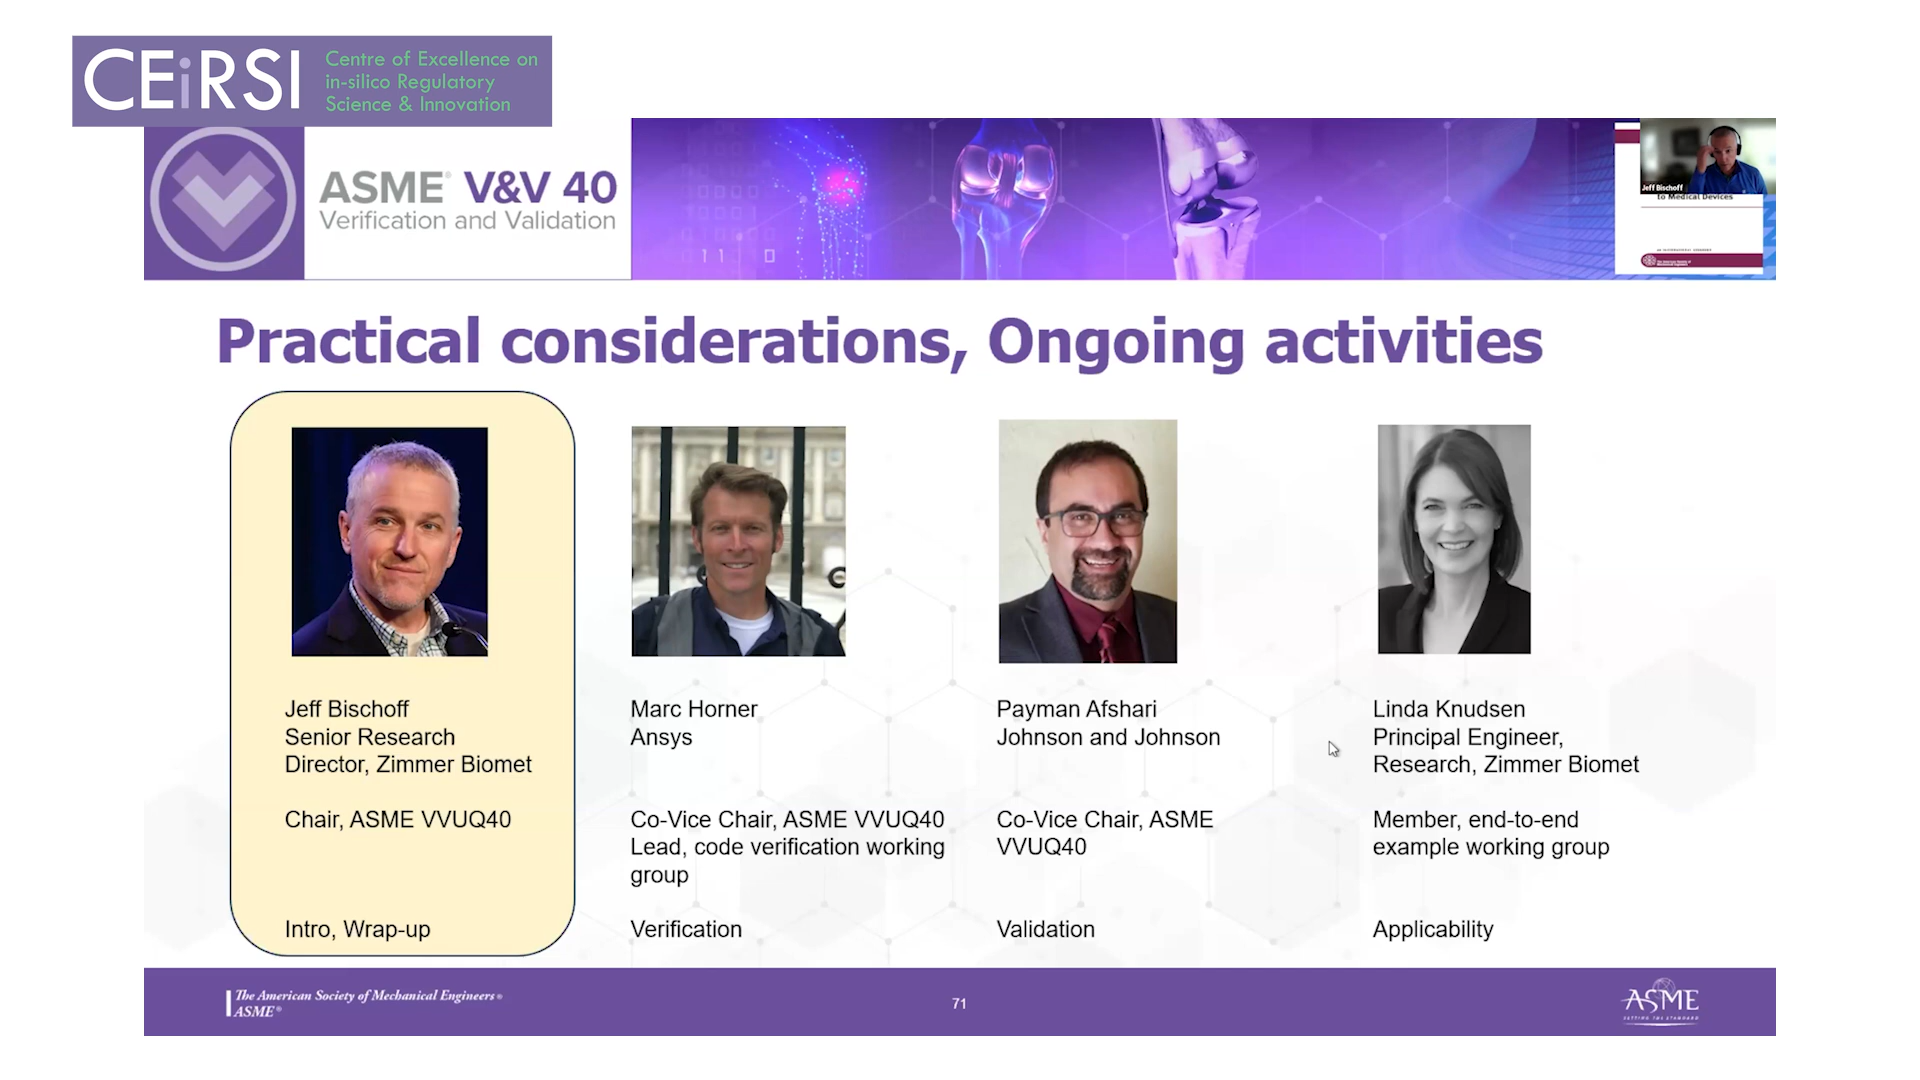 CEiRSI
Centre of Excellence on
in-silico Regulatory
Science & Innovation
ASME® V&V 40
Verification and Validation
11 0
Jeff Bischoff
to Medical Devices
Practical considerations, Ongoing activities
Jeff Bischoff
Senior Research
Director, Zimmer Biomet
Chair, ASME VVUQ40
Intro, Wrap-up
Marc Horner
Ansys
Co-Vice Chair, ASME VVUQ40
Lead, code verification working
group
Verification
Payman Afshari
Johnson and Johnson
Co-Vice Chair, ASME
VVUQ40
Validation
Linda Knudsen
Principal Engineer,
Research, Zimmer Biomet
Member, end-to-end
example working group
Applicability
The American Society of Mechanical Engineers®
ASME®
71
ASME
SETTING THE STANDARD